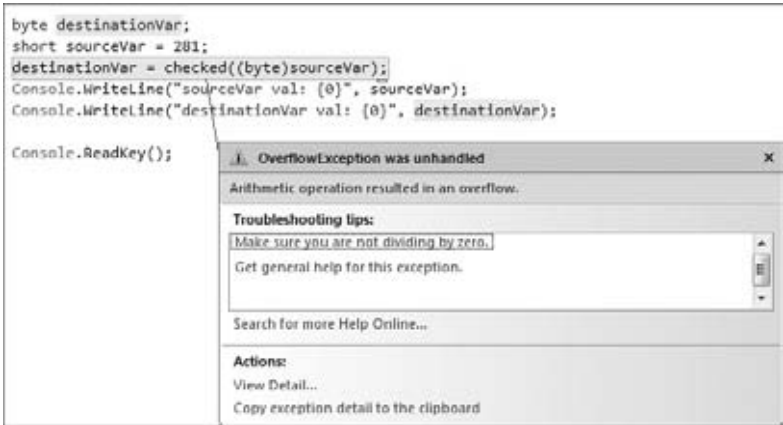 byte destinationVar;
short sourceVar = 281;
destinationVar = checked((byte)sourceVar);
Console.WriteLine("sourceVar val: {0}", sourceVar);
Console.WriteLine("destinationVar val: {0}", destinationVar);
Console.ReadKey();
OverflowException was unhandled
Arithmetic operation resulted in an overflow.
Troubleshooting tips:
Make sure you are not dividing by zero.
Get general help for this exception.
Search for more Help Online...
Actions:
View Detail...
Copy exception detail to the clipboard